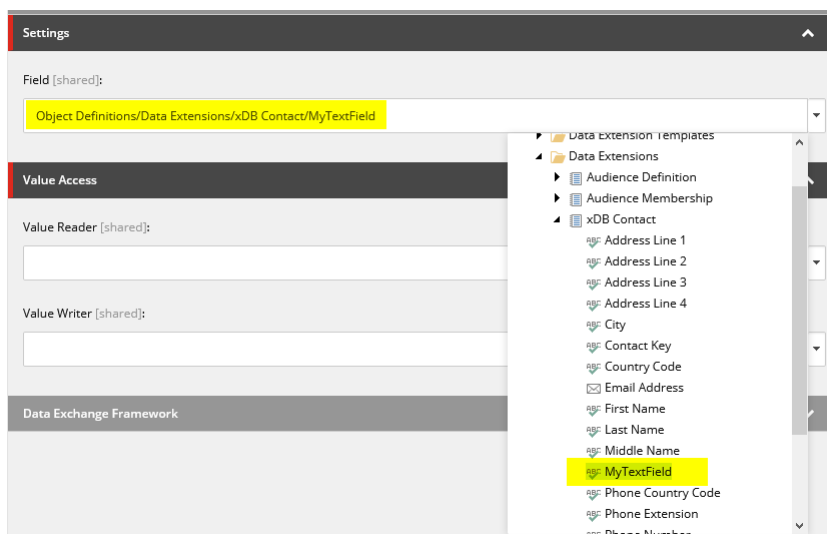 Settings
Field [shared]:
Object Definitions/Data Extensions/xDB Contact/MyTextField
Data Extension Templates
Data Extensions
Value Access
Audience Definition
Audience Membership
xDB Contact
Value Reader [shared]:
Address Line 1
Address Line 2
Address Line 3
Value Writer [shared]:
Address Line 4
City
Contact Key
Country Code
Email Address
Data Exchange Framework
First Name
Last Name
Middle Name
MyTextField
Phone Country Code
Phone Extension
Phone Number